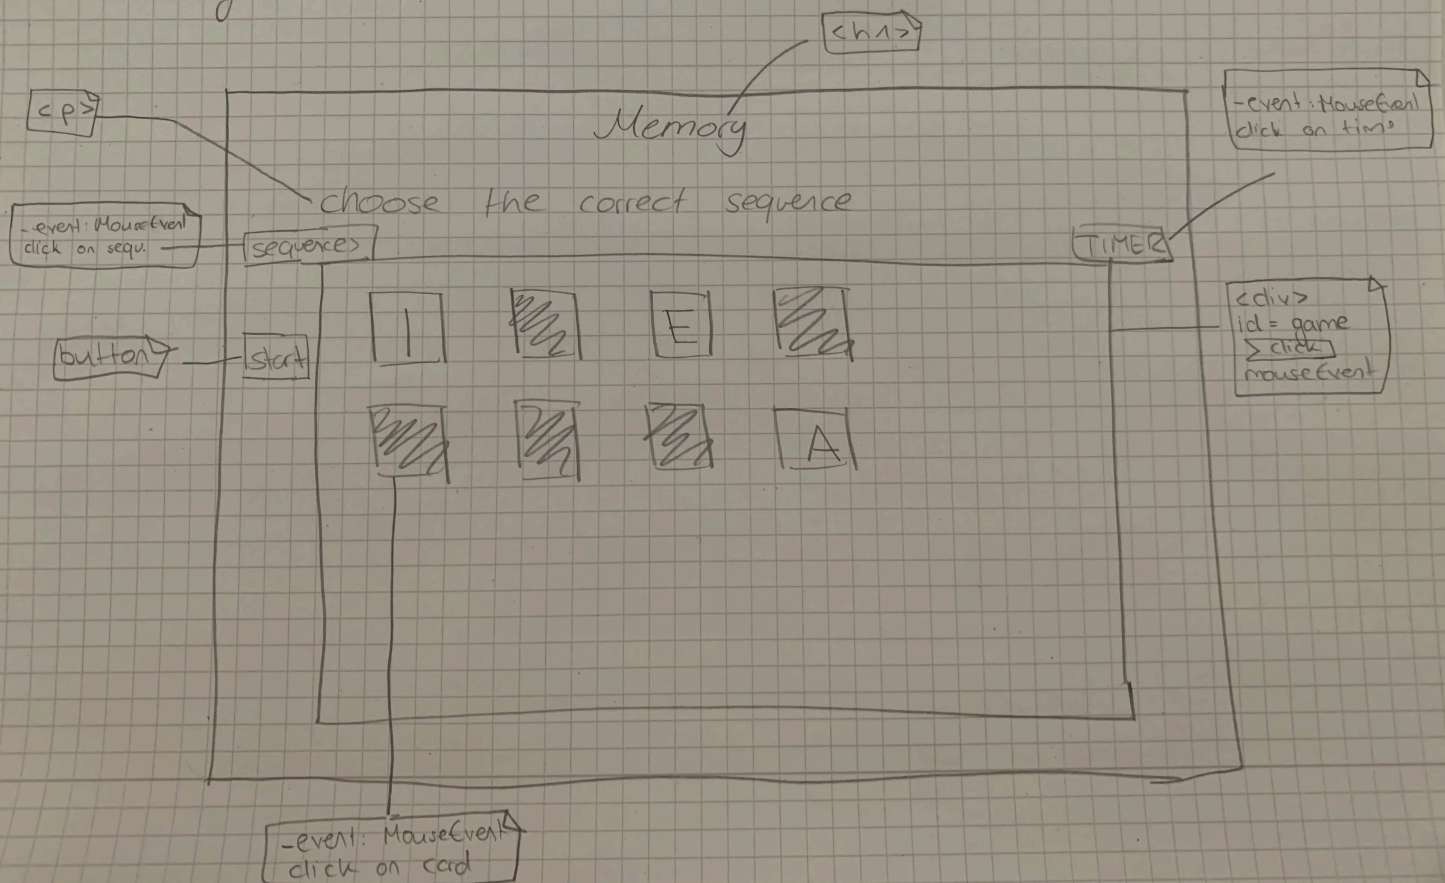 <h1>
<p>
Memory
-event: MouseEvent
click on time
choose the correct sequence
-event: MouseEvent
click on sequ.
sequences
TIMER
<div>
id = game
> click
mouseEvent
I
E
button
start
A
-event: MouseEvent
click on card